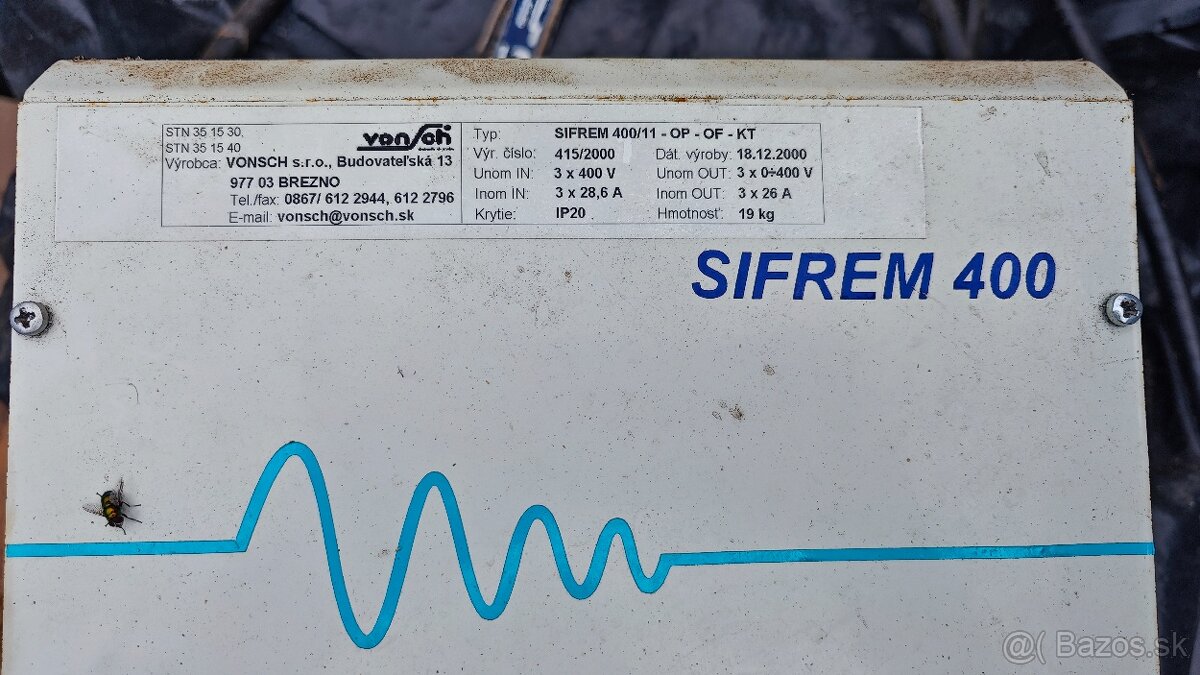 STN 35 15 30,
STN 35 15 40
vonsch
Výrobca: VONSCH s.r.o., Budovateľská 13
977 03 BREZNO
Tel./fax: 0867/ 612 2944, 612 2796
E-mail: vonsch@vonsch.sk
Typ: SIFREM 400/11 - OP - OF - KT
Výr. číslo: 415/2000 Dát. výroby: 18.12.2000
Unom IN: 3 x 400 V Unom OUT: 3 x 0÷400 V
Inom IN: 3 x 28,6 A Inom OUT: 3 x 26 A
Krytie: IP20 Hmotnosť: 19 kg
SIFREM 400
@( Bazos.sk